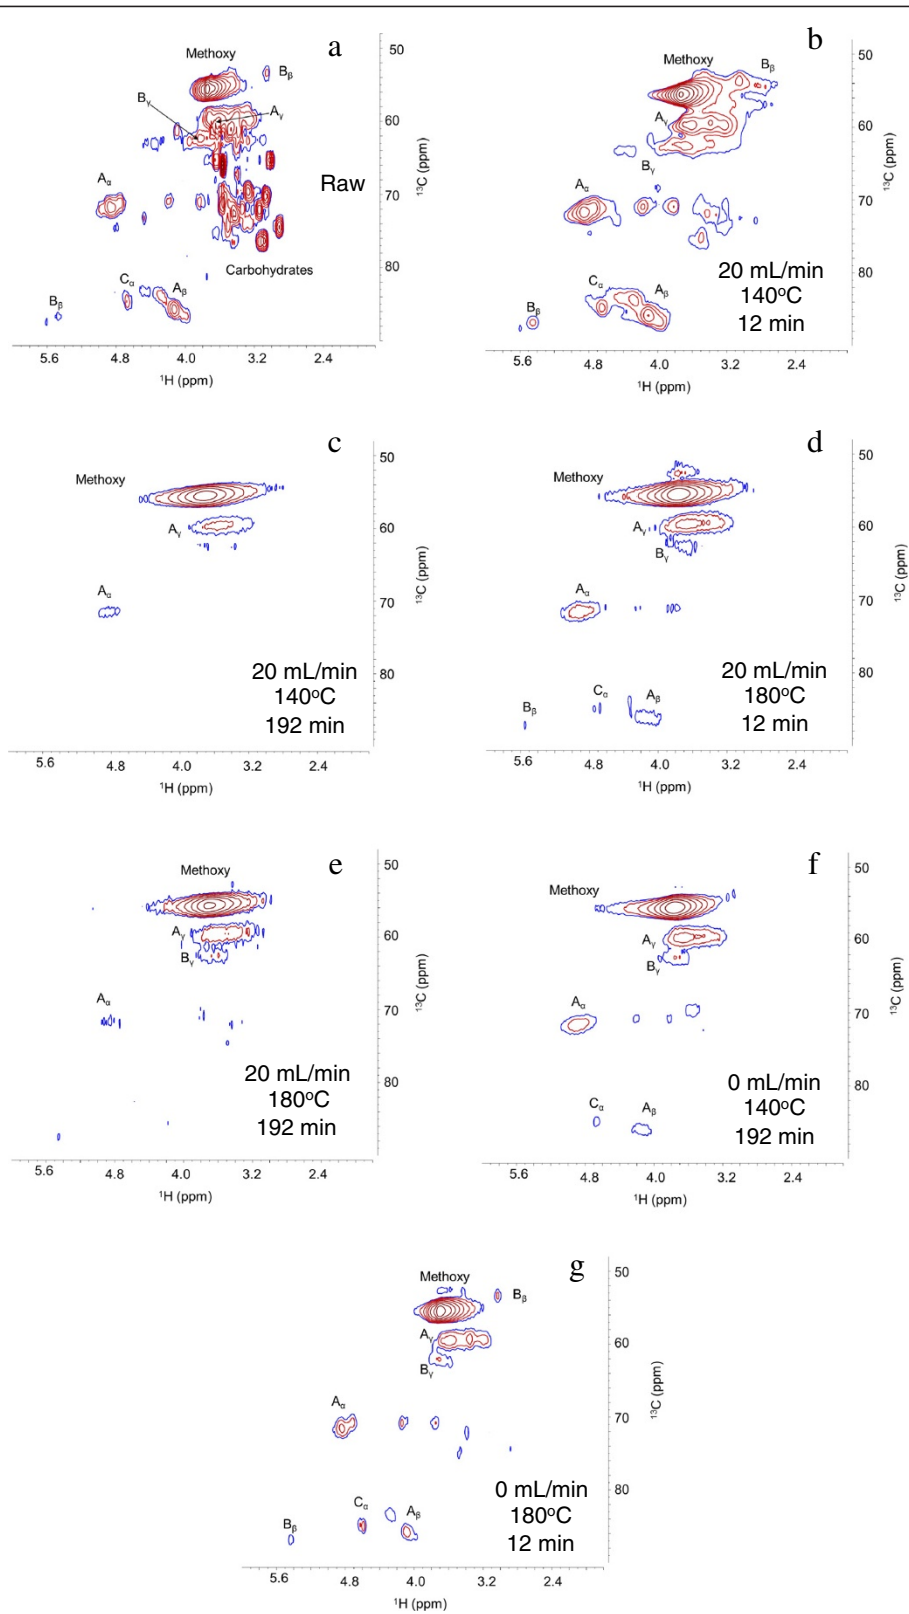 a
Methoxy
Bβ
Bγ
Aγ
Aα
Raw
Carbohydrates
Cα
Aβ
Bβ
50
60
70
80
¹³C (ppm)
5.6 4.8 4.0 3.2 2.4
¹H (ppm)
b
Methoxy
Bβ
Aγ
Bγ
Aα
Cα
Aβ
Bβ
20 mL/min
140°C
12 min
50
60
70
80
¹³C (ppm)
5.6 4.8 4.0 3.2 2.4
¹H (ppm)
c
Methoxy
Aγ
Aα
20 mL/min
140°C
192 min
50
60
70
80
¹³C (ppm)
5.6 4.8 4.0 3.2 2.4
¹H (ppm)
d
Methoxy
Aγ
Bγ
Aα
Cα
Aβ
Bβ
20 mL/min
180°C
12 min
50
60
70
80
¹³C (ppm)
5.6 4.8 4.0 3.2 2.4
¹H (ppm)
e
Methoxy
Aγ
Bγ
Aα
20 mL/min
180°C
192 min
50
60
70
80
¹³C (ppm)
5.6 4.8 4.0 3.2 2.4
¹H (ppm)
f
Methoxy
Aγ
Bγ
Aα
Cα
Aβ
0 mL/min
140°C
192 min
50
60
70
80
¹³C (ppm)
5.6 4.8 4.0 3.2 2.4
¹H (ppm)
g
Methoxy
Bβ
Aγ
Bγ
Aα
Cα
Aβ
Bβ
0 mL/min
180°C
12 min
50
60
70
80
¹³C (ppm)
5.6 4.8 4.0 3.2 2.4
¹H (ppm)